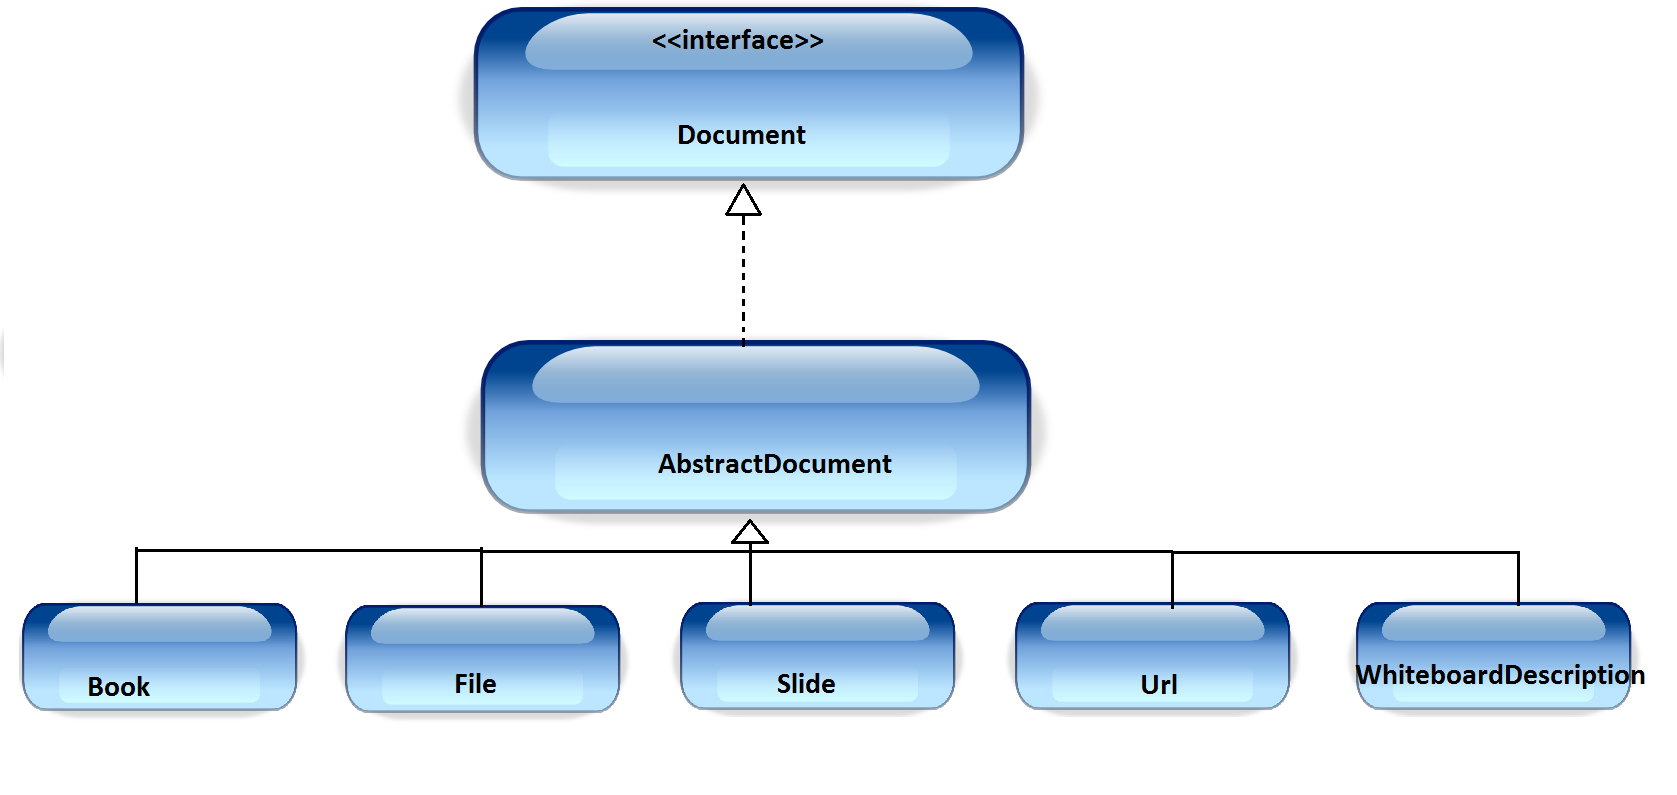 <<interface>>
Document
AbstractDocument
Book
File
Slide
Url
WhiteboardDescription